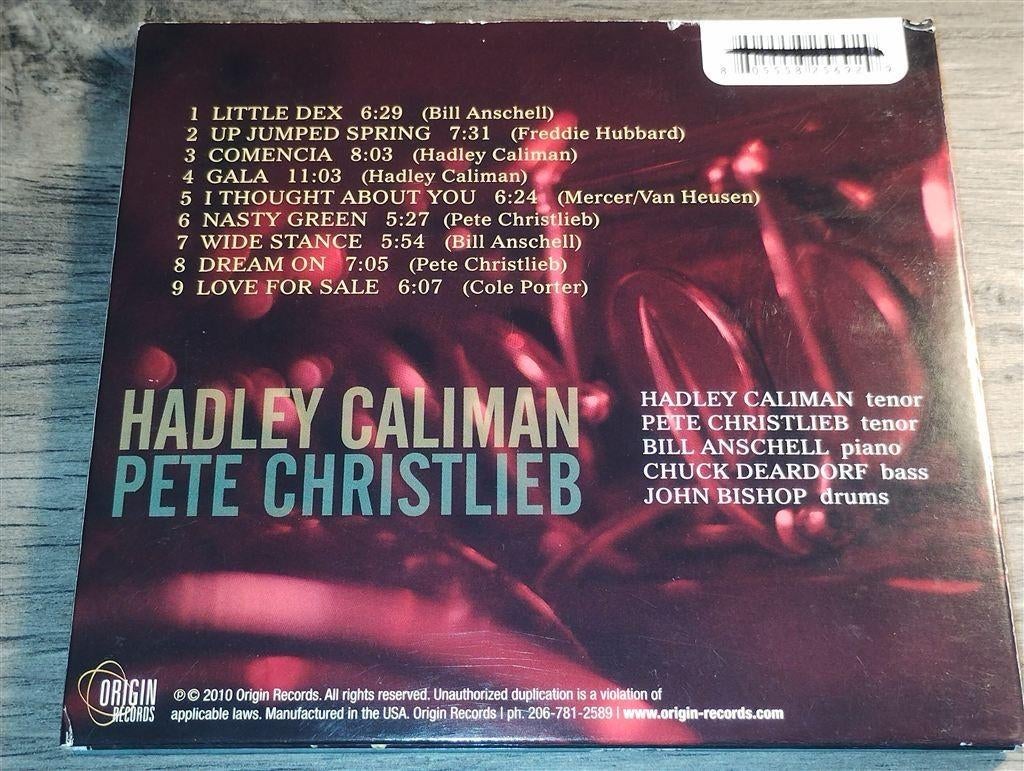 8 05558 25692 9
1 LITTLE DEX 6:29 (Bill Anschell)
2 UP JUMPED SPRING 7:31 (Freddie Hubbard)
3 COMENCIA 8:03 (Hadley Caliman)
4 GALA 11:03 (Hadley Caliman)
5 I THOUGHT ABOUT YOU 6:24 (Mercer/Van Heusen)
6 NASTY GREEN 5:27 (Pete Christlieb)
7 WIDE STANCE 5:54 (Bill Anschell)
8 DREAM ON 7:05 (Pete Christlieb)
9 LOVE FOR SALE 6:07 (Cole Porter)
HADLEY CALIMAN
PETE CHRISTLIEB
HADLEY CALIMAN tenor
PETE CHRISTLIEB tenor
BILL ANSCHELL piano
CHUCK DEARDORF bass
JOHN BISHOP drums
ORIGIN
RECORDS
℗ © 2010 Origin Records. All rights reserved. Unauthorized duplication is a violation of
applicable laws. Manufactured in the USA. Origin Records | ph. 206-781-2589 | www.origin-records.com